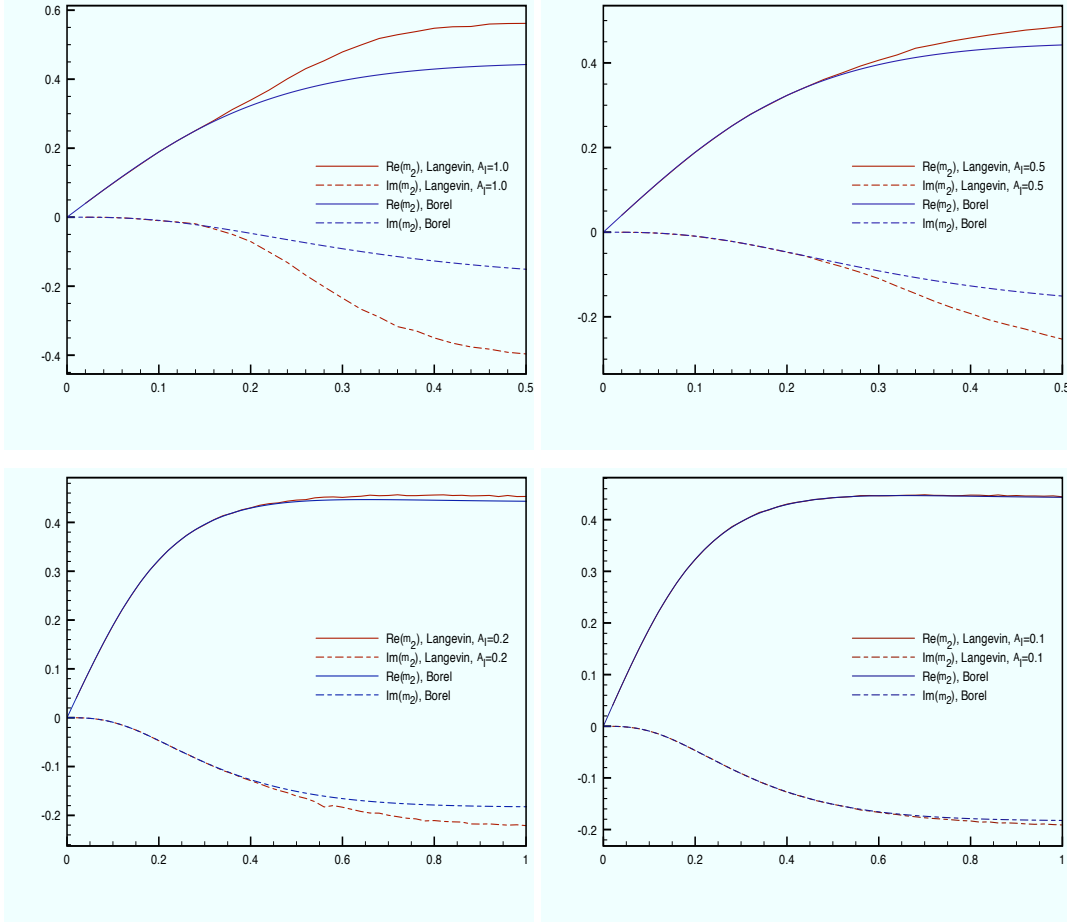 0.6
0.4
0.2
0
-0.2
-0.4
0 0.1 0.2 0.3 0.4 0.5
Re(m2), Langevin, AI=1.0
Im(m2), Langevin, AI=1.0
Re(m2), Borel
Im(m2), Borel
0.4
0.2
0
-0.2
0 0.1 0.2 0.3 0.4 0.5
Re(m2), Langevin, AI=0.5
Im(m2), Langevin, AI=0.5
Re(m2), Borel
Im(m2), Borel
0.4
0.3
0.2
0.1
0
-0.1
-0.2
0 0.2 0.4 0.6 0.8 1
Re(m2), Langevin, AI=0.2
Im(m2), Langevin, AI=0.2
Re(m2), Borel
Im(m2), Borel
0.4
0.3
0.2
0.1
0
-0.1
-0.2
0 0.2 0.4 0.6 0.8 1
Re(m2), Langevin, AI=0.1
Im(m2), Langevin, AI=0.1
Re(m2), Borel
Im(m2), Borel